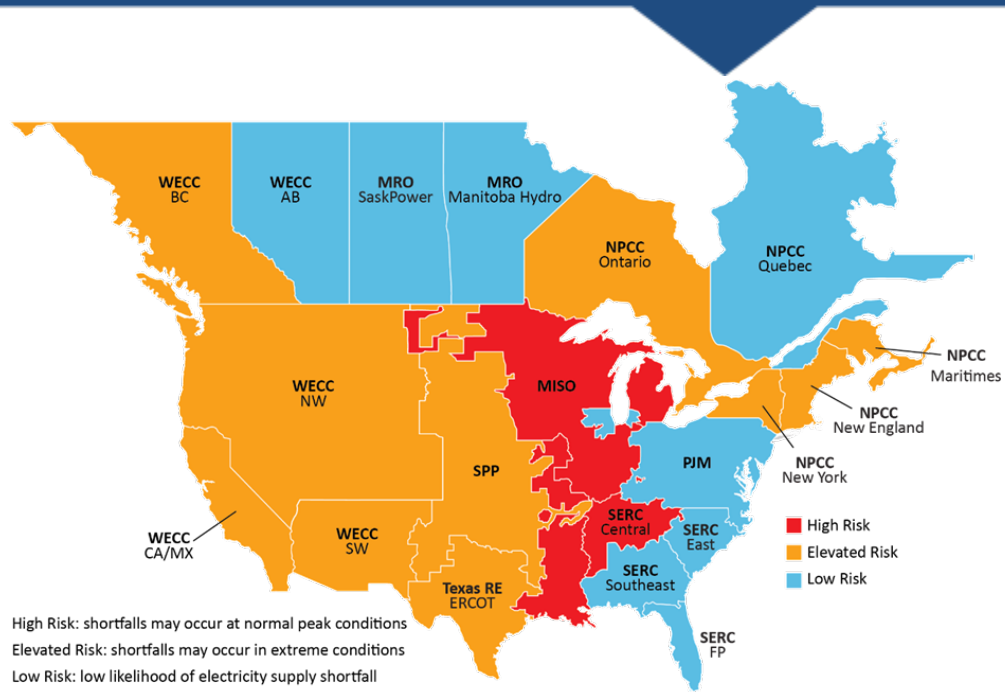 WECC
BC
WECC
AB
MRO
SaskPower
MRO
Manitoba Hydro
NPCC
Ontario
NPCC
Quebec
NPCC
Maritimes
WECC
NW
MISO
NPCC
New England
SPP
PJM
NPCC
New York
WECC
CA/MX
WECC
SW
SERC
Central
SERC
East
High Risk
Elevated Risk
Low Risk
SERC
Southeast
Texas RE
ERCOT
SERC
FP
High Risk: shortfalls may occur at normal peak conditions
Elevated Risk: shortfalls may occur in extreme conditions
Low Risk: low likelihood of electricity supply shortfall